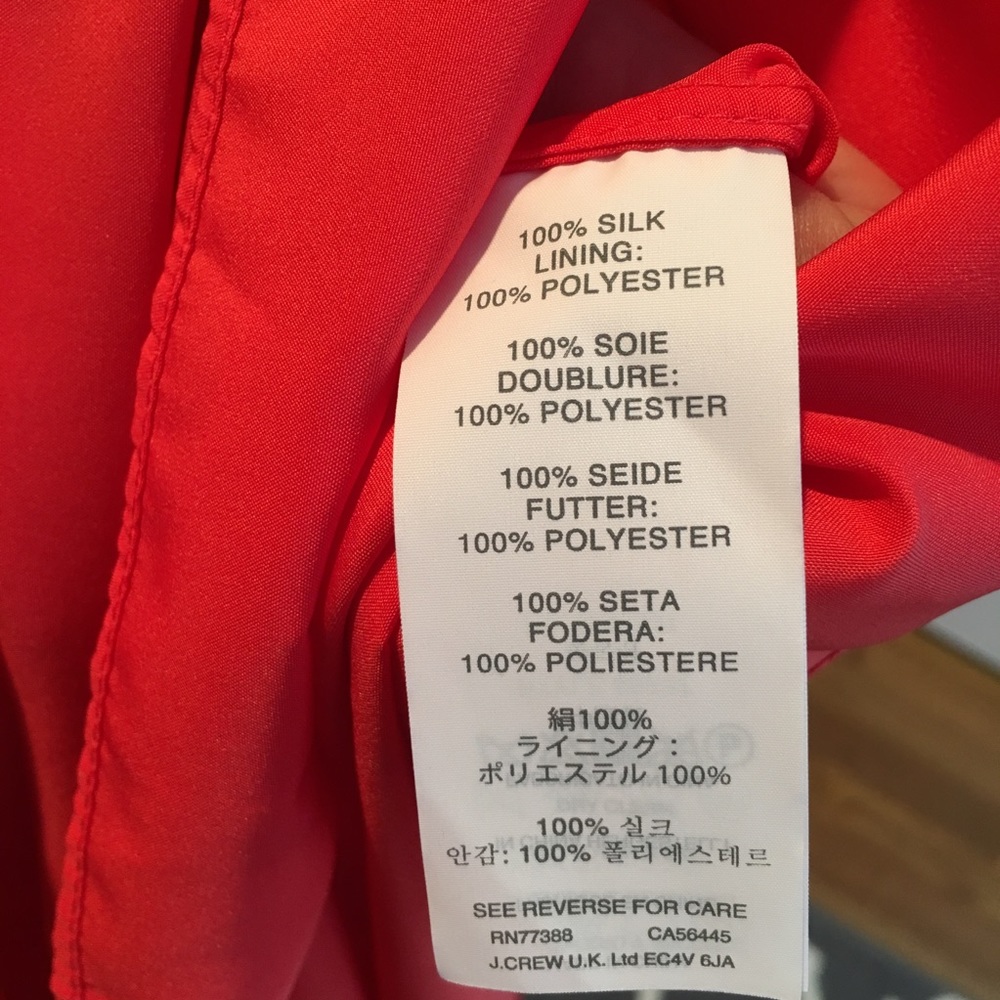 100% SILK
LINING:
100% POLYESTER
100% SOIE
DOUBLURE:
100% POLYESTER
100% SEIDE
FUTTER:
100% POLYESTER
100% SETA
FODERA:
100% POLIESTERE
絹100%
ライニング：
ポリエステル 100%
100% 실크
안감: 100% 폴리에스테르
SEE REVERSE FOR CARE
RN77388 CA56445
J.CREW U.K. Ltd EC4V 6JA